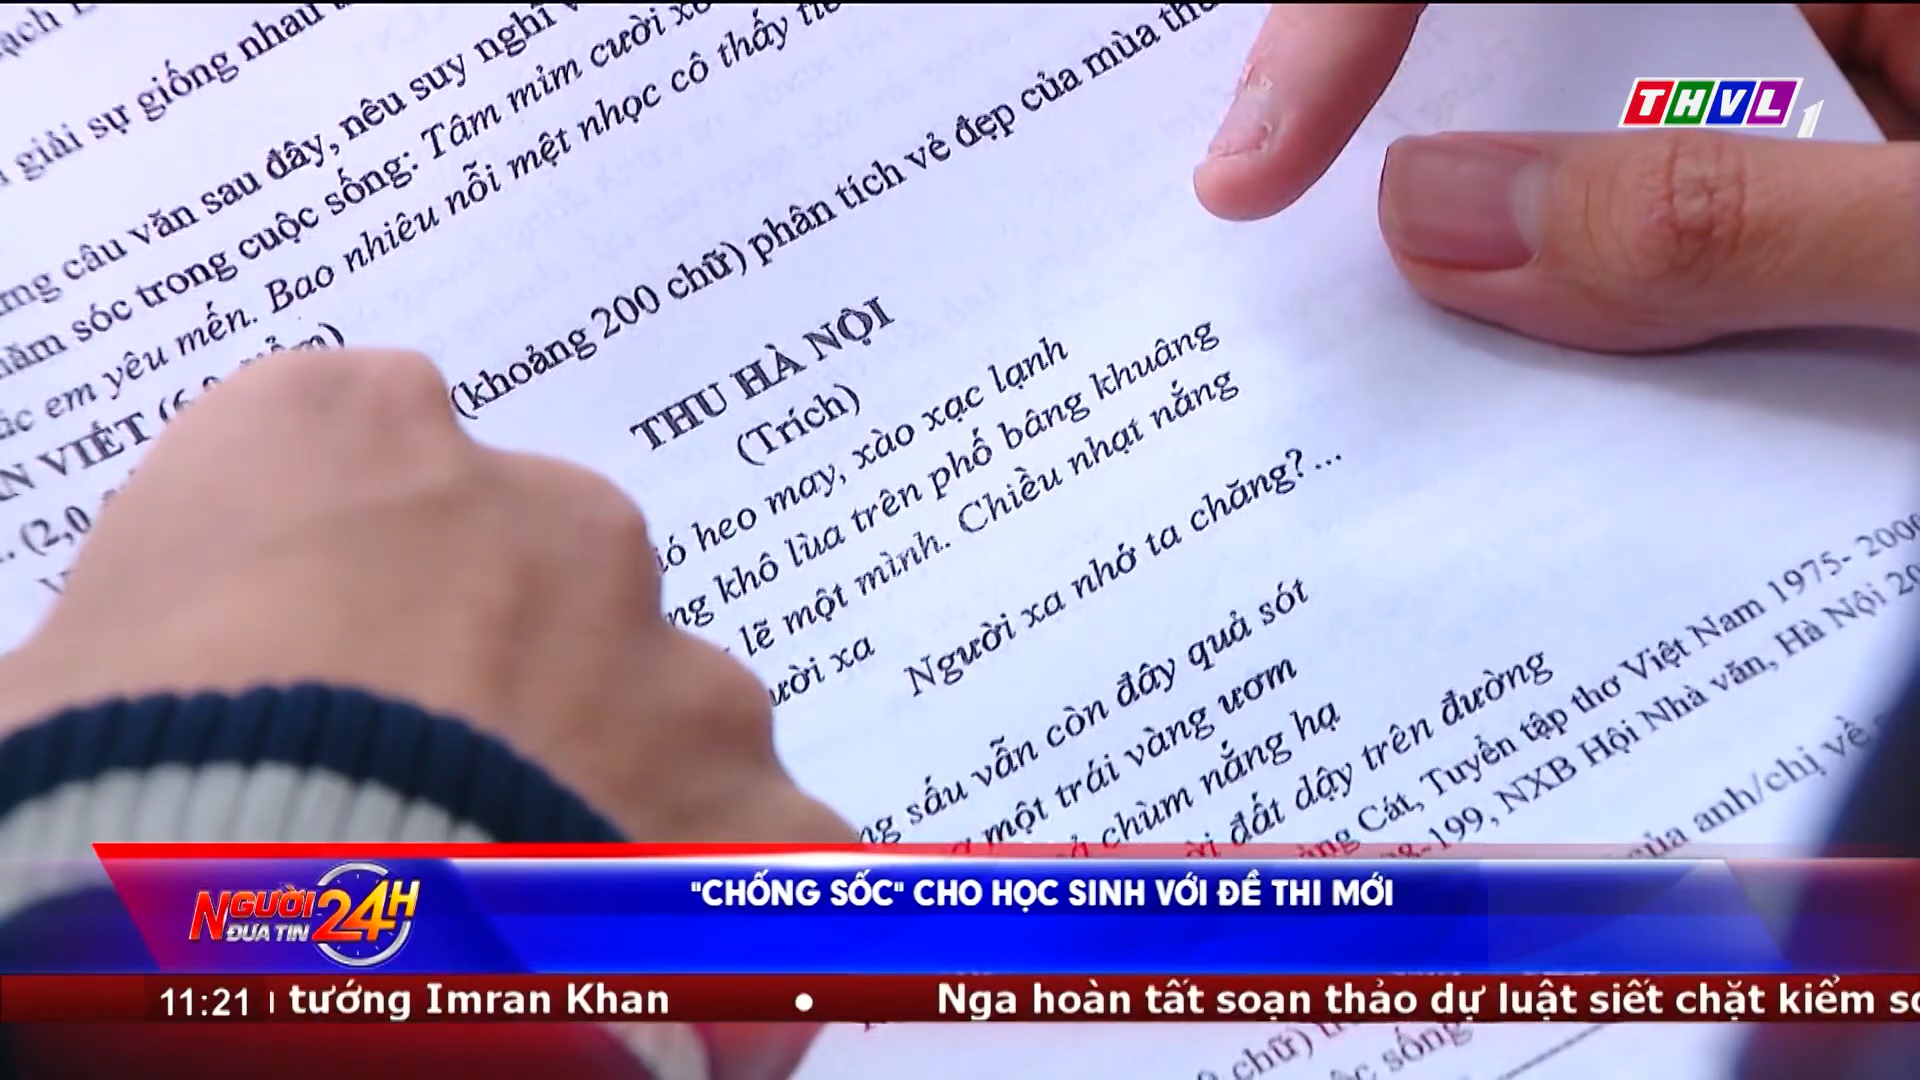 giải sự giống nhau
câu văn sau đây, nêu suy nghĩ
sóc trong cuộc sống: Tâm mỉm cười
em yêu mến. Bao nhiêu nỗi mệt nhọc cô thấy
VIẾT
(khoảng 200 chữ) phân tích vẻ đẹp của mùa
THU HÀ NỘI
(Trích)
heo may, xào xạc lạnh
khô lùa trên phố bâng khuâng
lẽ một mình. Chiều nhạt nắng
xa
Người xa nhớ ta chăng?...
sấu vẫn còn đây quả sót
một trái vàng ươm
chùm nắng hạ
đất dậy trên đường
Cát, Tuyển tập thơ Việt Nam 1975- 2000
199, NXB Hội Nhà văn, Hà Nội
của anh/chị về
THVL1
NGƯỜI ĐƯA TIN 24H
"CHỐNG SỐC" CHO HỌC SINH VỚI ĐỀ THI MỚI
11:21 tướng Imran Khan • Nga hoàn tất soạn thảo dự luật siết chặt kiểm
chữ)
sống